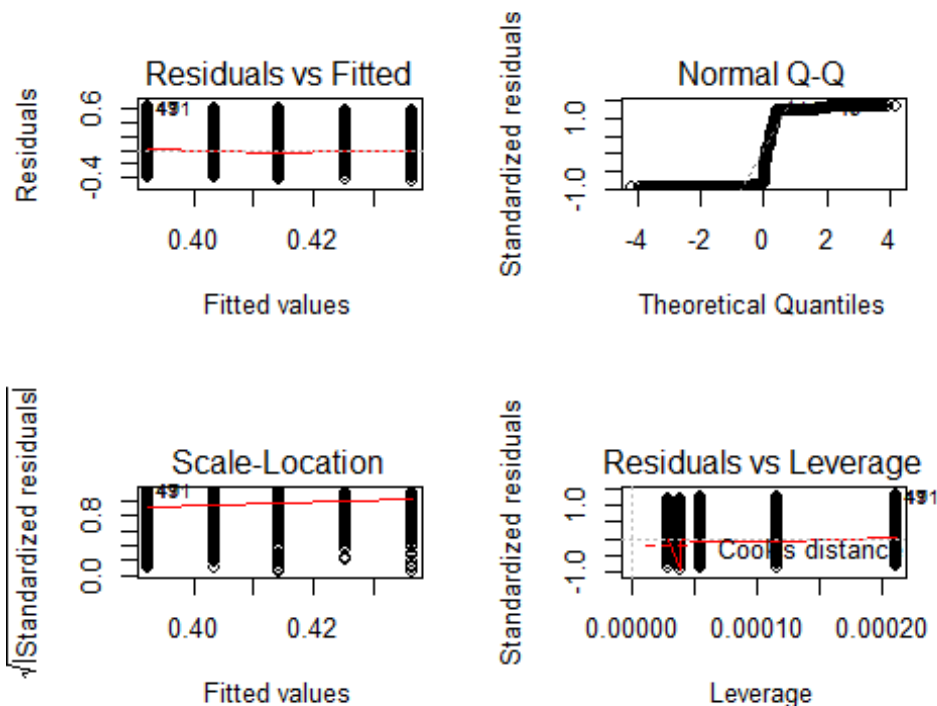 Residuals vs Fitted
Residuals
0.6
-0.4
0.40 0.42
Fitted values
Normal Q-Q
Standardized residuals
1.0
-1.0
-4 -2 0 2 4
Theoretical Quantiles
Scale-Location
√|Standardized residuals|
0.8
0.0
0.40 0.42
Fitted values
Residuals vs Leverage
Standardized residuals
1.0
-1.0
Cook's distance
0.00000 0.00010 0.00020
Leverage